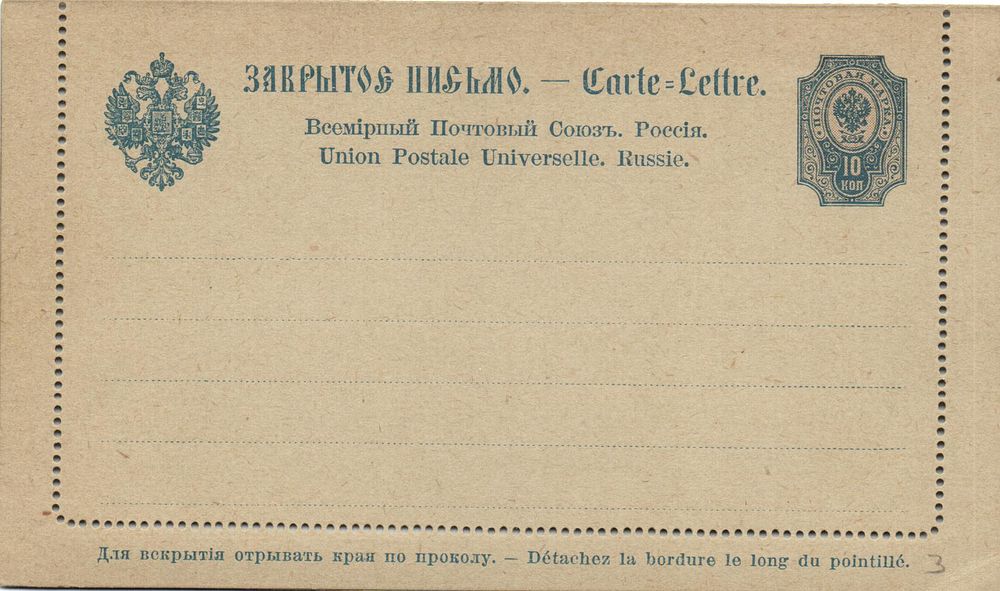 ЗАКРЫТОЕ ПИСЬМО. — Carte-Lettre.
Всемірный Почтовый Союзъ. Россія.
Union Postale Universelle. Russie.
ПОЧТОВАЯ МАРКА
10
КОП
Для вскрытія отрывать края по проколу. — Détachez la bordure le long du pointillé.
3